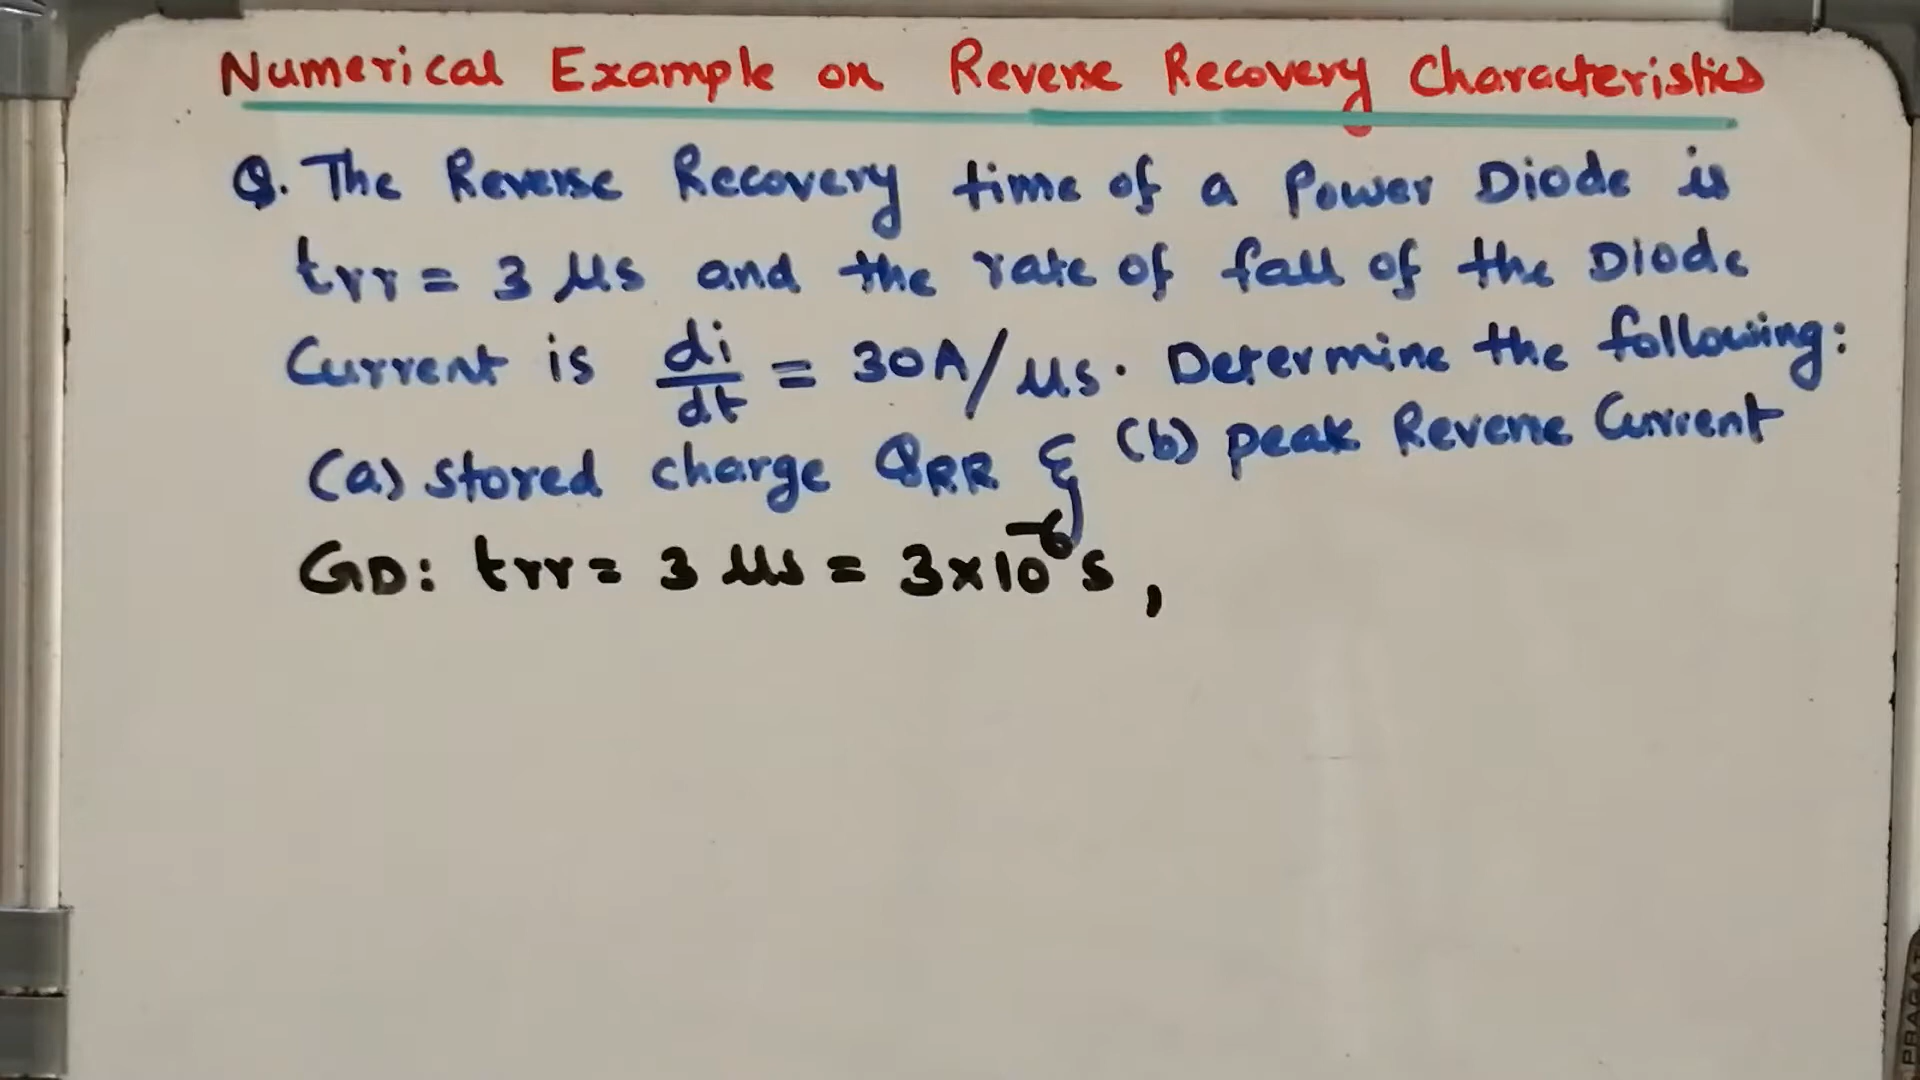 Numerical Example on Reverse Recovery Characteristics
Q. The Reverse Recovery time of a Power Diode is
trr = 3 μs and the rate of fall of the Diode
Current is di/dt = 30A/μs. Determine the following:
(a) stored charge QRR & (b) peak Reverse Current
GD: trr = 3 μs = 3×10⁻⁶ s ,
PRAGAT